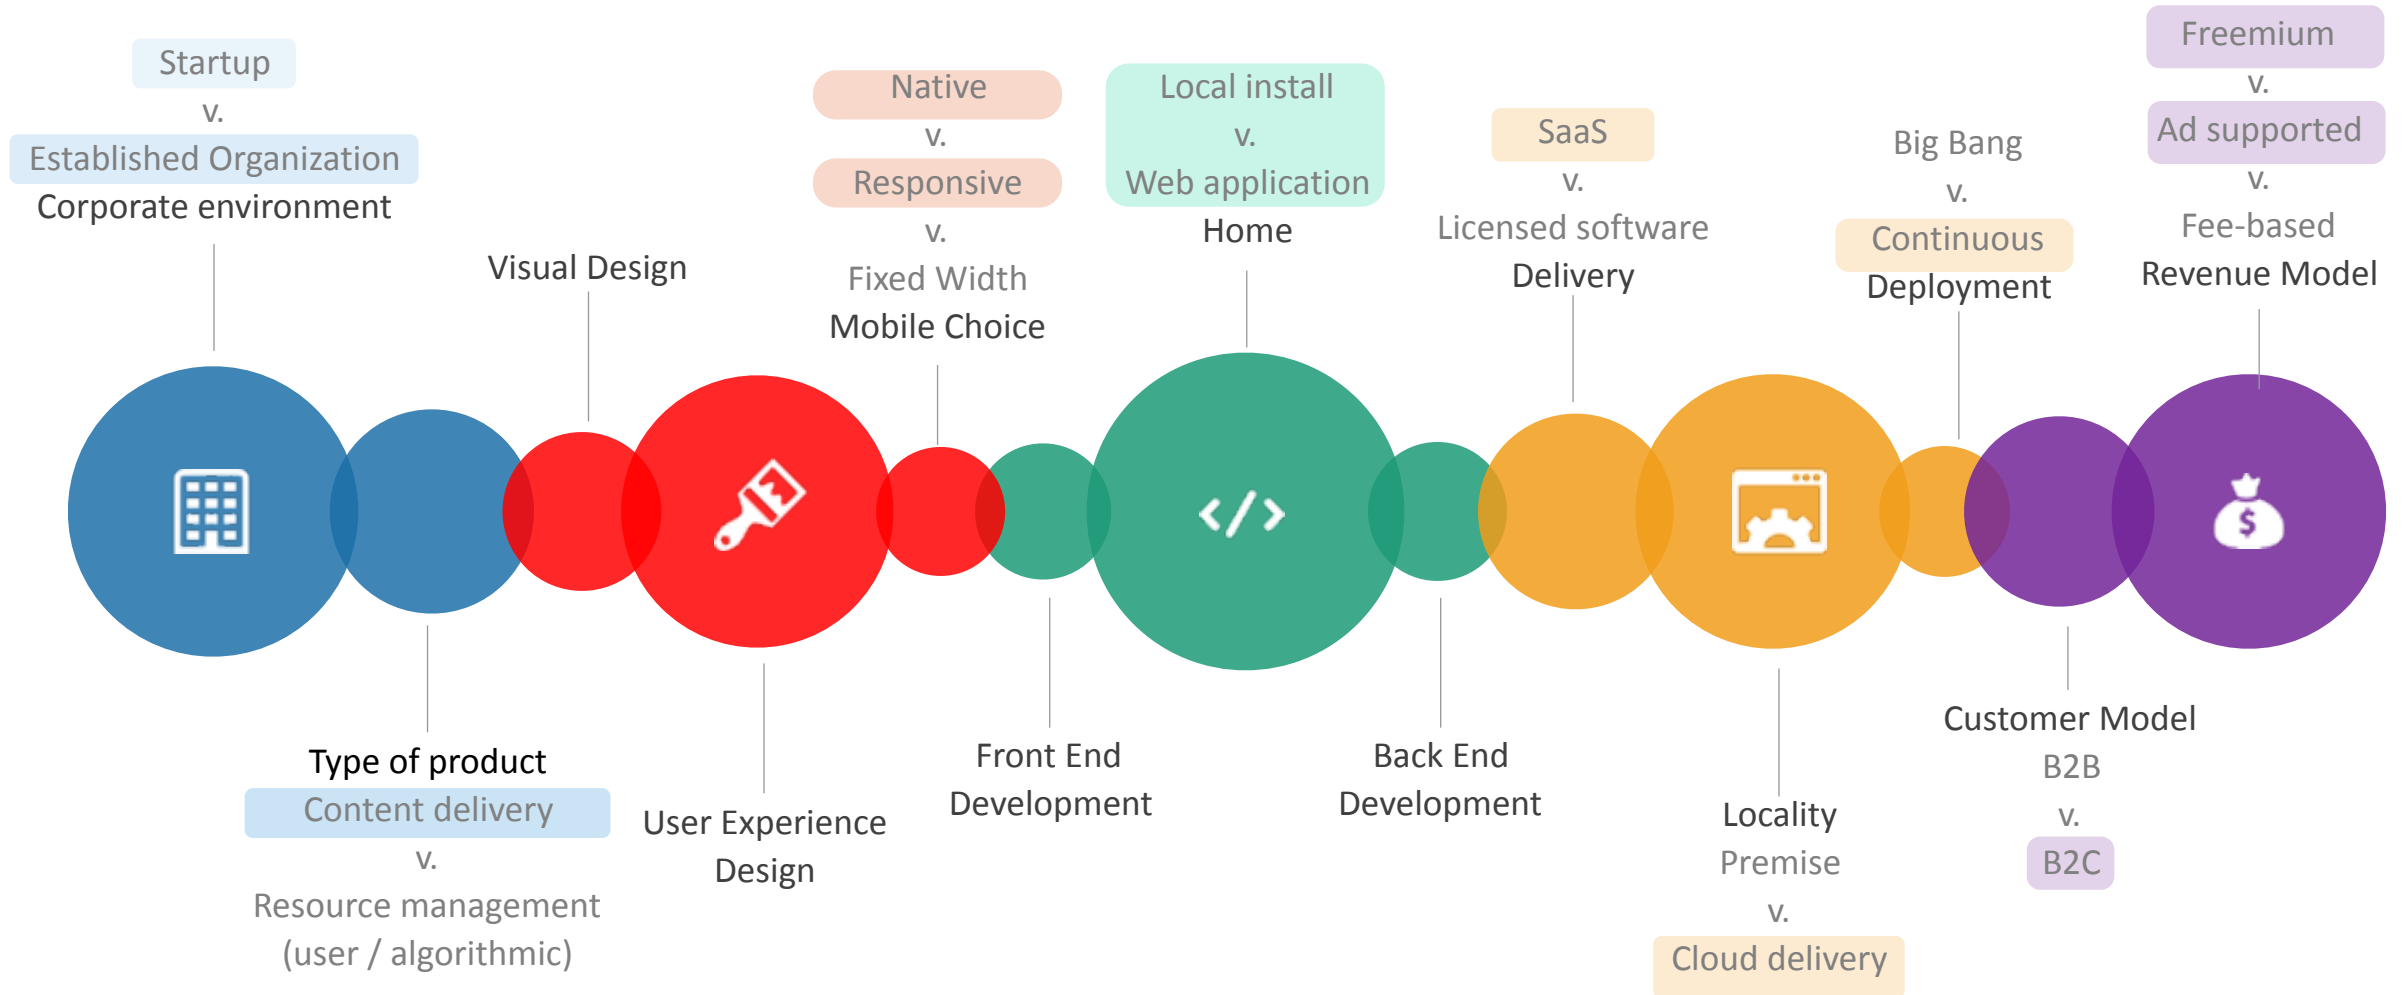 Startup
v.
Established Organization
Corporate environment
Visual Design
Native
v.
Responsive
v.
Fixed Width
Mobile Choice
Local install
v.
Web application
Home
SaaS
v.
Licensed software
Delivery
Big Bang
v.
Continuous
Deployment
Freemium
v.
Ad supported
v.
Fee-based
Revenue Model
$
Type of product
Content delivery
v.
Resource management
(user / algorithmic)
User Experience
Design
Front End
Development
Back End
Development
Locality
Premise
v.
Cloud delivery
Customer Model
B2B
v.
B2C